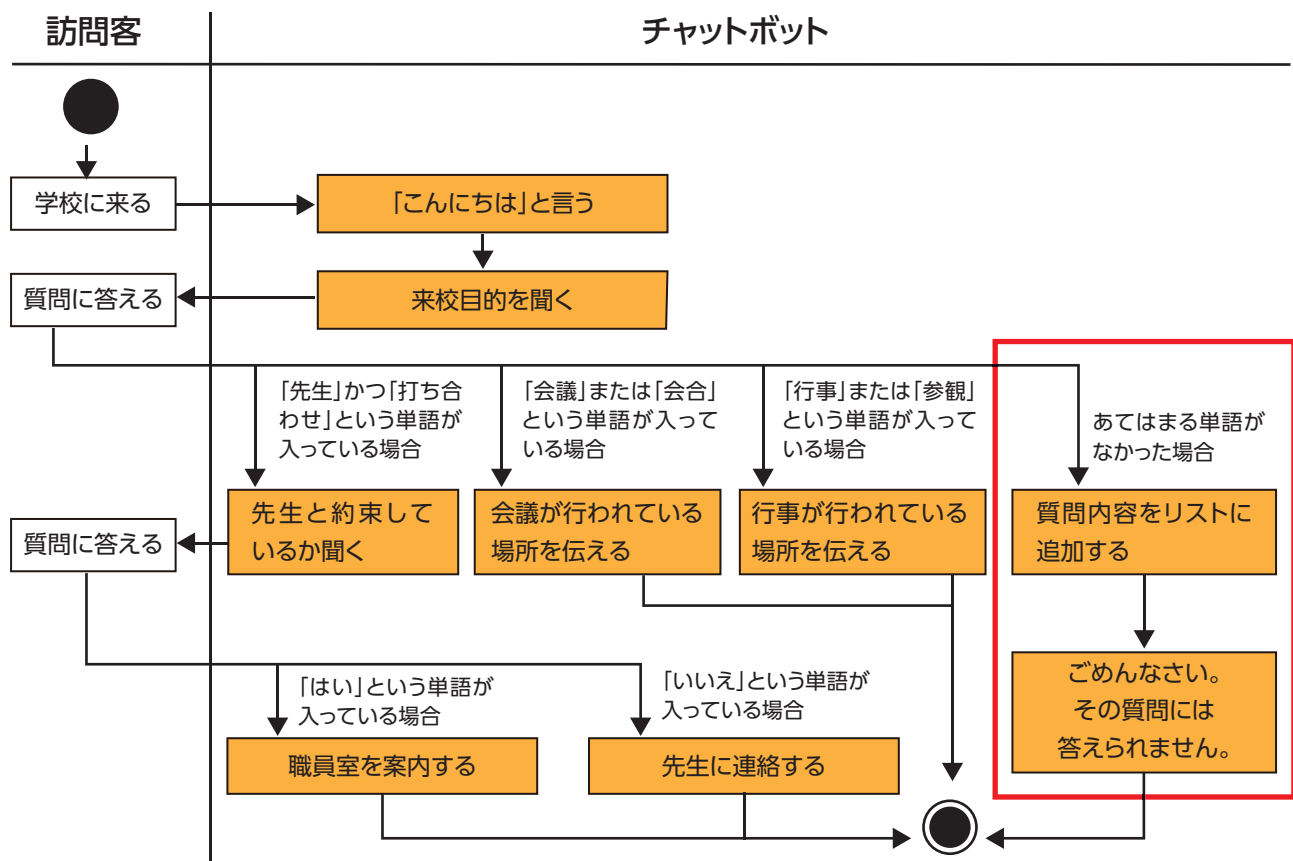 訪問客
チャットボット
学校に来る
「こんにちは」と言う
質問に答える
来校目的を聞く
「先生」かつ「打ち合
わせ」という単語が
入っている場合
「会議」または「会合」
という単語が入って
いる場合
「行事」または「参観」
という単語が入って
いる場合
あてはまる単語が
なかった場合
質問に答える
先生と約束して
いるか聞く
会議が行われている
場所を伝える
行事が行われている
場所を伝える
質問内容をリストに
追加する
「はい」という単語が
入っている場合
「いいえ」という単語が
入っている場合
ごめんなさい。
その質問には
答えられません。
職員室を案内する
先生に連絡する